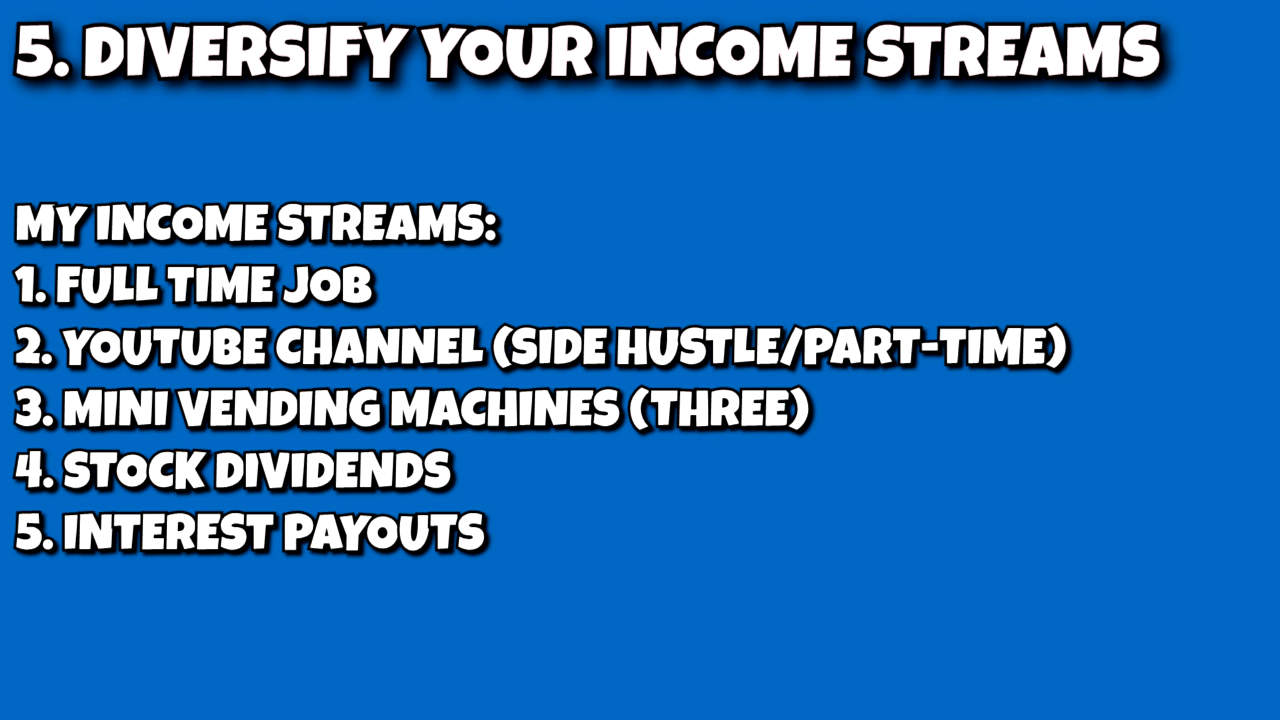 5. DIVERSIFY YOUR INCOME STREAMS
MY INCOME STREAMS:
1. FULL TIME JOB
2. YOUTUBE CHANNEL (SIDE HUSTLE/PART-TIME)
3. MINI VENDING MACHINES (THREE)
4. STOCK DIVIDENDS
5. INTEREST PAYOUTS